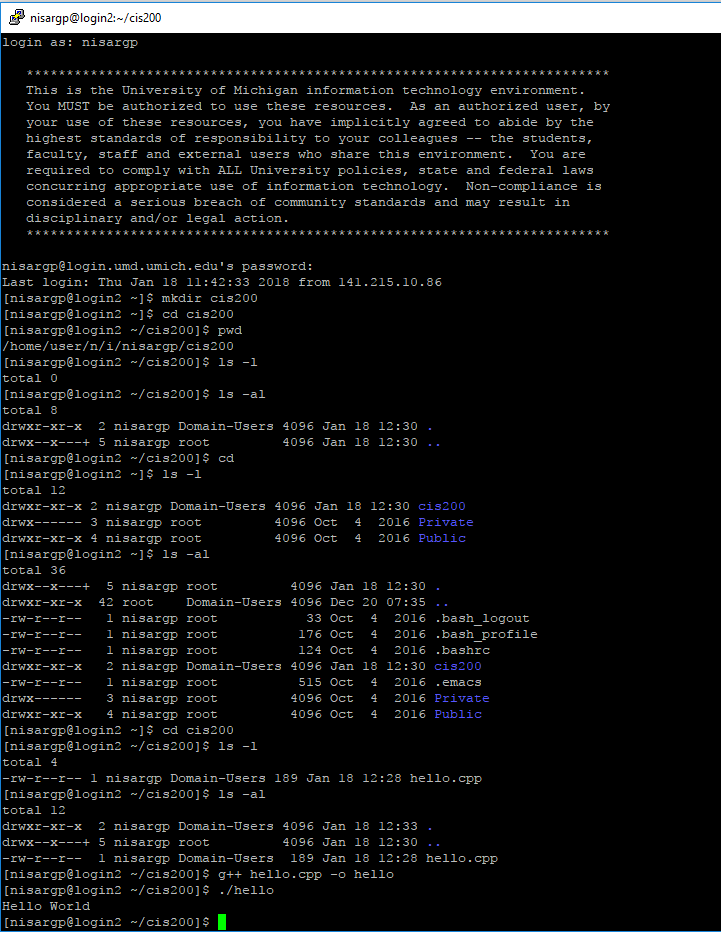 nisargp@login2:~/cis200
login as: nisargp
*************************************************************************
This is the University of Michigan information technology environment.
You MUST be authorized to use these resources.  As an authorized user, by
your use of these resources, you have implicitly agreed to abide by the
highest standards of responsibility to your colleagues -- the students,
faculty, staff and external users who share this environment.  You are
required to comply with ALL University policies, state and federal laws
concurring appropriate use of information technology.  Non-compliance is
considered a serious breach of community standards and may result in
disciplinary and/or legal action.
*************************************************************************
nisargp@login.umd.umich.edu's password:
Last login: Thu Jan 18 11:42:33 2018 from 141.215.10.86
[nisargp@login2 ~]$ mkdir cis200
[nisargp@login2 ~]$ cd cis200
[nisargp@login2 ~/cis200]$ pwd
/home/user/n/i/nisargp/cis200
[nisargp@login2 ~/cis200]$ ls -l
total 0
[nisargp@login2 ~/cis200]$ ls -al
total 8
drwxr-xr-x  2 nisargp Domain-Users 4096 Jan 18 12:30 .
drwx--x---+ 5 nisargp root         4096 Jan 18 12:30 ..
[nisargp@login2 ~/cis200]$ cd
[nisargp@login2 ~]$ ls -l
total 12
drwxr-xr-x 2 nisargp Domain-Users 4096 Jan 18 12:30 cis200
drwx------ 3 nisargp root         4096 Oct  4  2016 Private
drwxr-xr-x 4 nisargp root         4096 Oct  4  2016 Public
[nisargp@login2 ~]$ ls -al
total 36
drwx--x---+  5 nisargp root         4096 Jan 18 12:30 .
drwxr-xr-x  42 root    Domain-Users 4096 Dec 20 07:35 ..
-rw-r--r--   1 nisargp root           33 Oct  4  2016 .bash_logout
-rw-r--r--   1 nisargp root          176 Oct  4  2016 .bash_profile
-rw-r--r--   1 nisargp root          124 Oct  4  2016 .bashrc
drwxr-xr-x   2 nisargp Domain-Users 4096 Jan 18 12:30 cis200
-rw-r--r--   1 nisargp root          515 Oct  4  2016 .emacs
drwx------   3 nisargp root         4096 Oct  4  2016 Private
drwxr-xr-x   4 nisargp root         4096 Oct  4  2016 Public
[nisargp@login2 ~]$ cd cis200
[nisargp@login2 ~/cis200]$ ls -l
total 4
-rw-r--r-- 1 nisargp Domain-Users 189 Jan 18 12:28 hello.cpp
[nisargp@login2 ~/cis200]$ ls -al
total 12
drwxr-xr-x  2 nisargp Domain-Users 4096 Jan 18 12:33 .
drwx--x---+ 5 nisargp root         4096 Jan 18 12:30 ..
-rw-r--r--  1 nisargp Domain-Users  189 Jan 18 12:28 hello.cpp
[nisargp@login2 ~/cis200]$ g++ hello.cpp -o hello
[nisargp@login2 ~/cis200]$ ./hello
Hello World
[nisargp@login2 ~/cis200]$